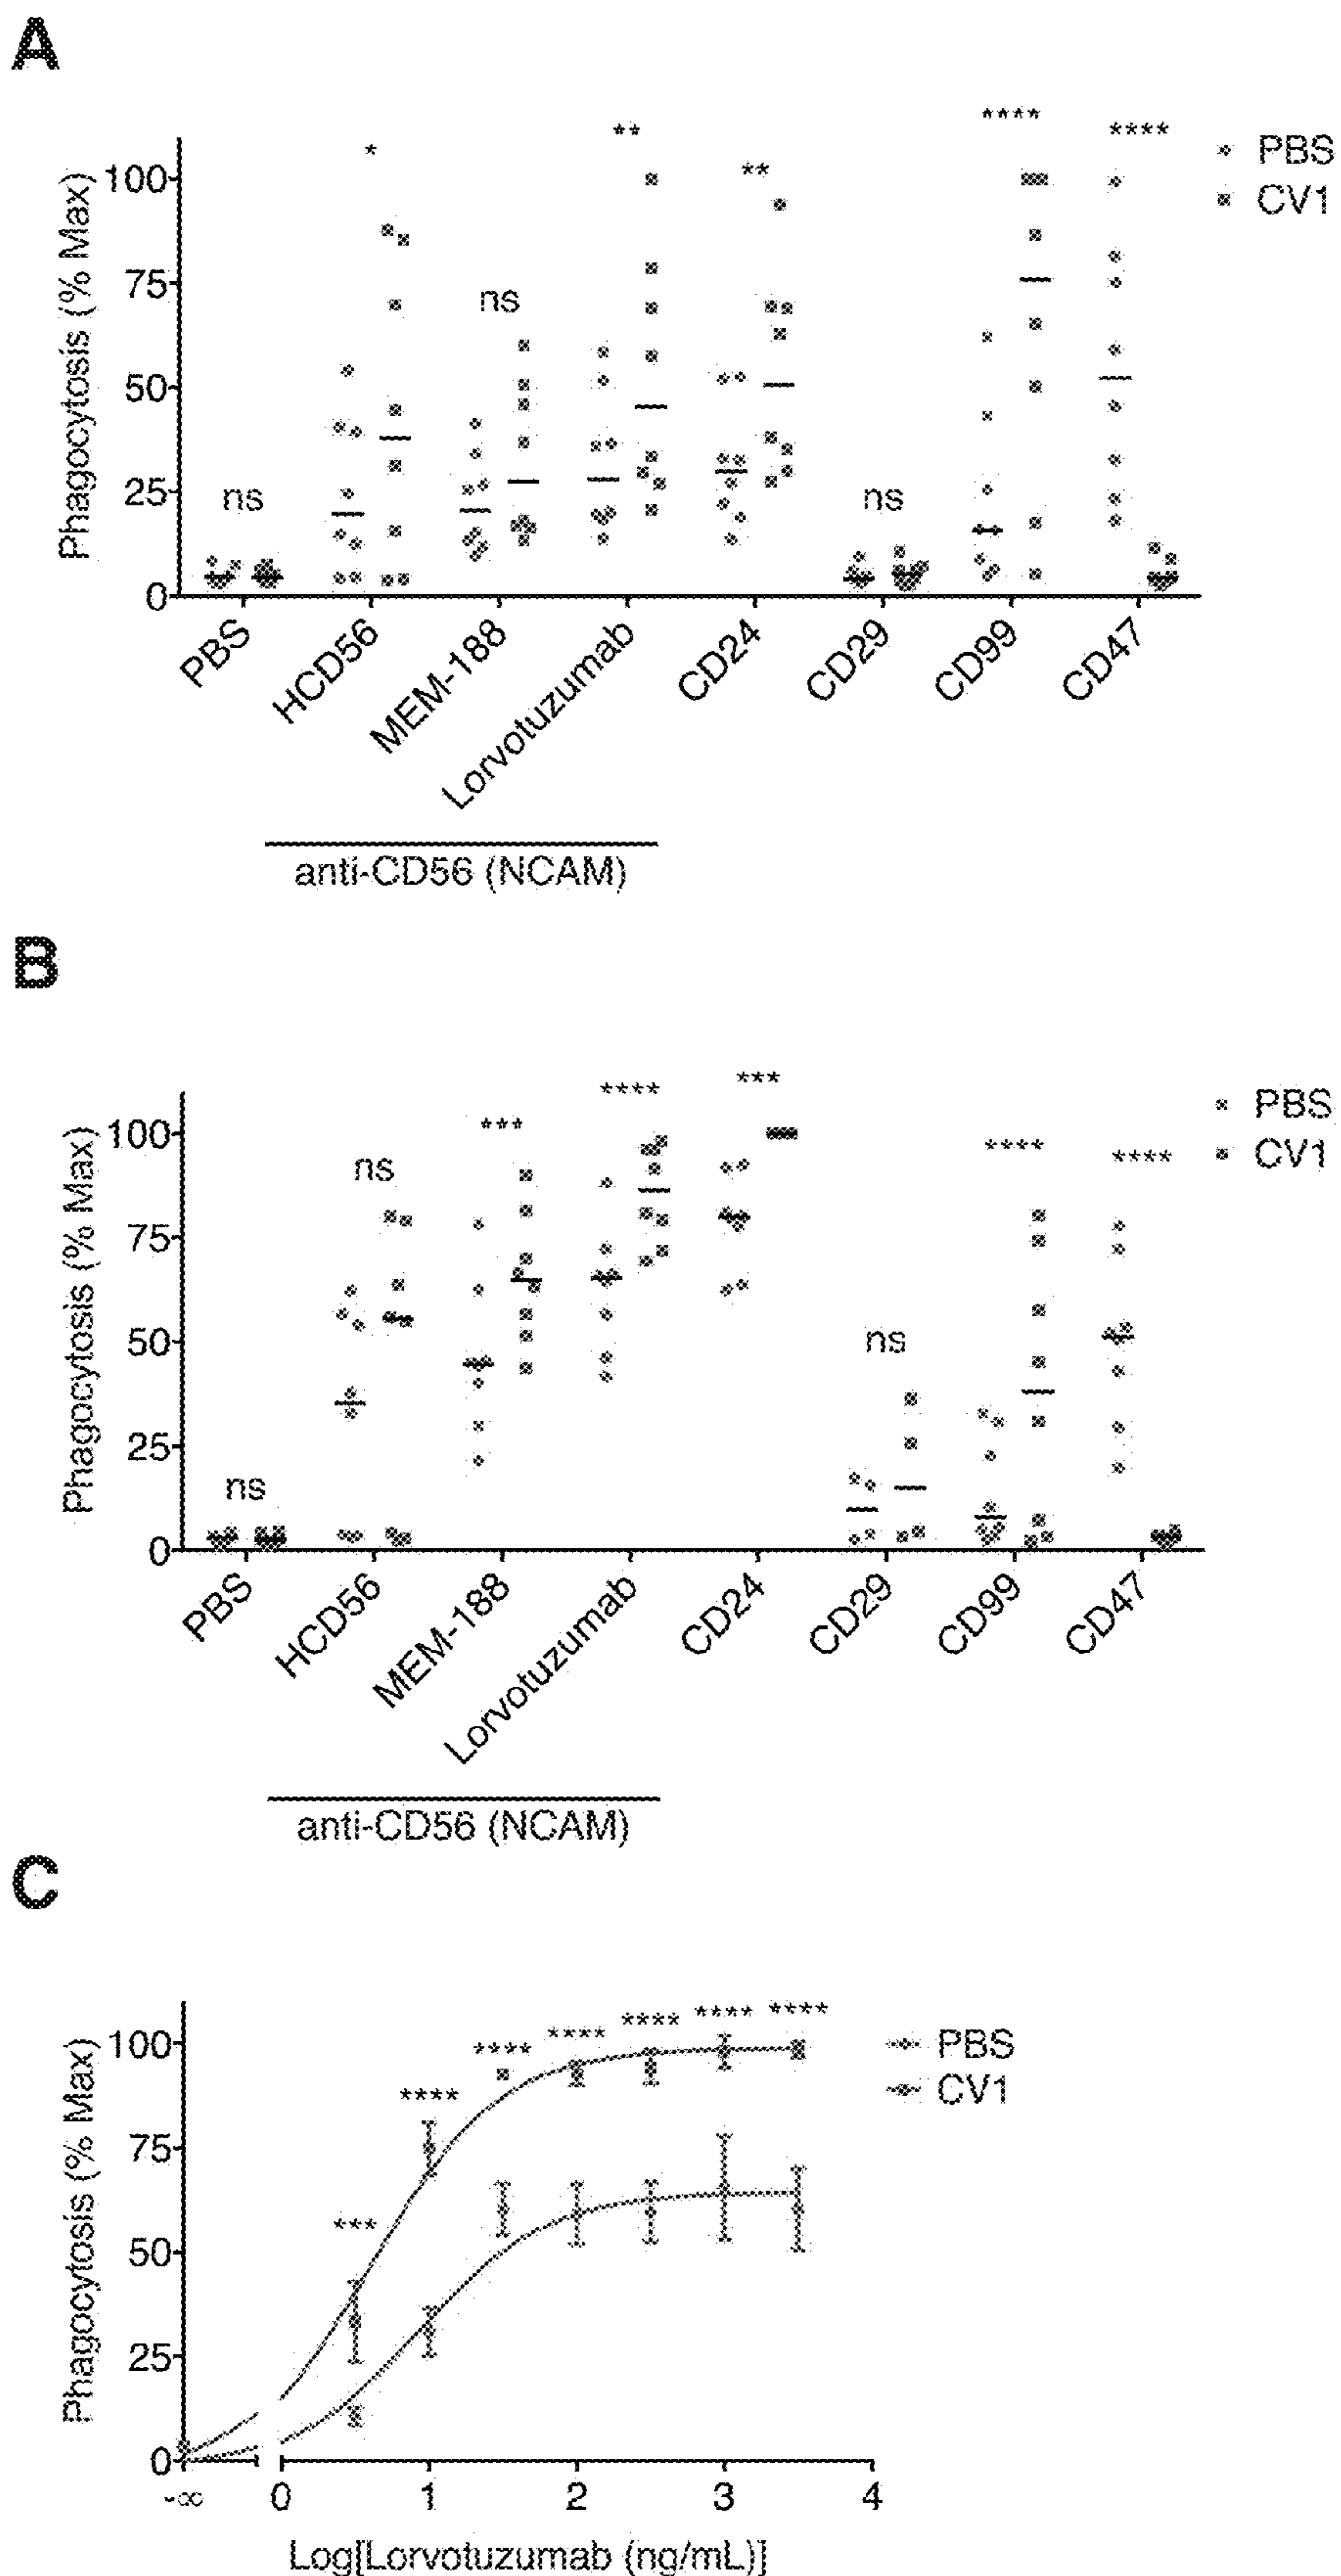 A
Phagocytosis (% Max)
100
75
50
25
0
ns
*
ns
**
**
ns
****
****
PBS
CV1
PBS
HCD56
MEM-188
Lorvotuzumab
CD24
CD29
CD99
CD47
anti-CD56 (NCAM)
B
Phagocytosis (% Max)
100
75
50
25
0
ns
ns
***
****
***
ns
****
****
PBS
CV1
PBS
HCD56
MEM-188
Lorvotuzumab
CD24
CD29
CD99
CD47
anti-CD56 (NCAM)
C
Phagocytosis (% Max)
100
75
50
25
0
***
****
****
****
****
****
****
PBS
CV1
-∞ 0 1 2 3 4
Log[Lorvotuzumab (ng/mL)]